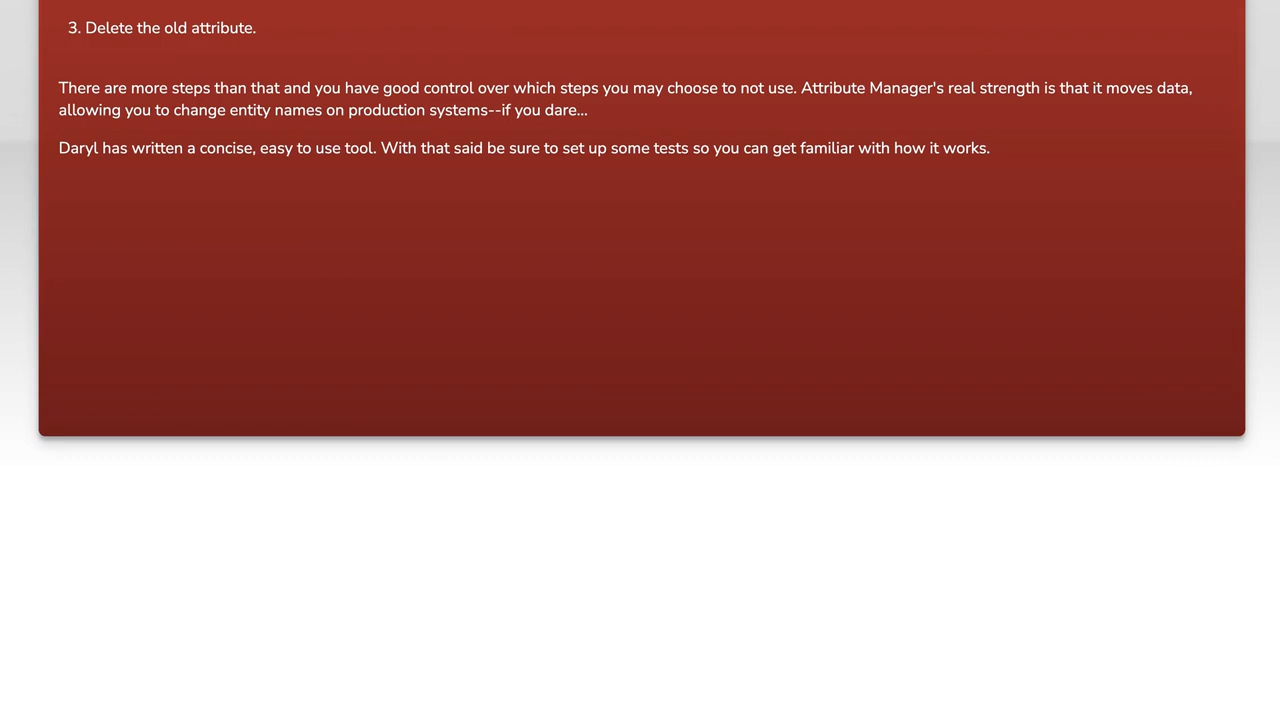 3. Delete the old attribute.
There are more steps than that and you have good control over which steps you may choose to not use. Attribute Manager's real strength is that it moves data,
allowing you to change entity names on production systems--if you dare...
Daryl has written a concise, easy to use tool. With that said be sure to set up some tests so you can get familiar with how it works.